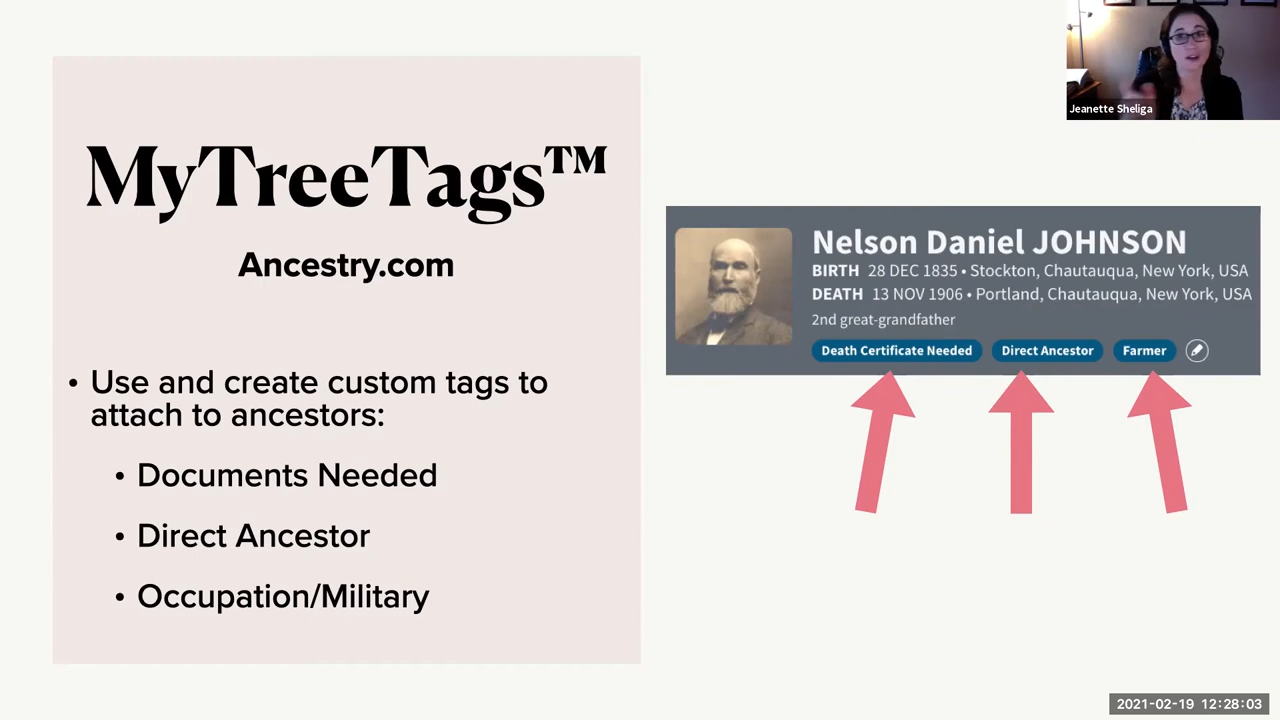 MyTreeTags™
Ancestry.com
• Use and create custom tags to
attach to ancestors:
• Documents Needed
• Direct Ancestor
• Occupation/Military
Jeanette Sheliga
Nelson Daniel JOHNSON
BIRTH 28 DEC 1835 • Stockton, Chautauqua, New York, USA
DEATH 13 NOV 1906 • Portland, Chautauqua, New York, USA
2nd great-grandfather
Death Certificate Needed Direct Ancestor Farmer
2021-02-19 12:28:03